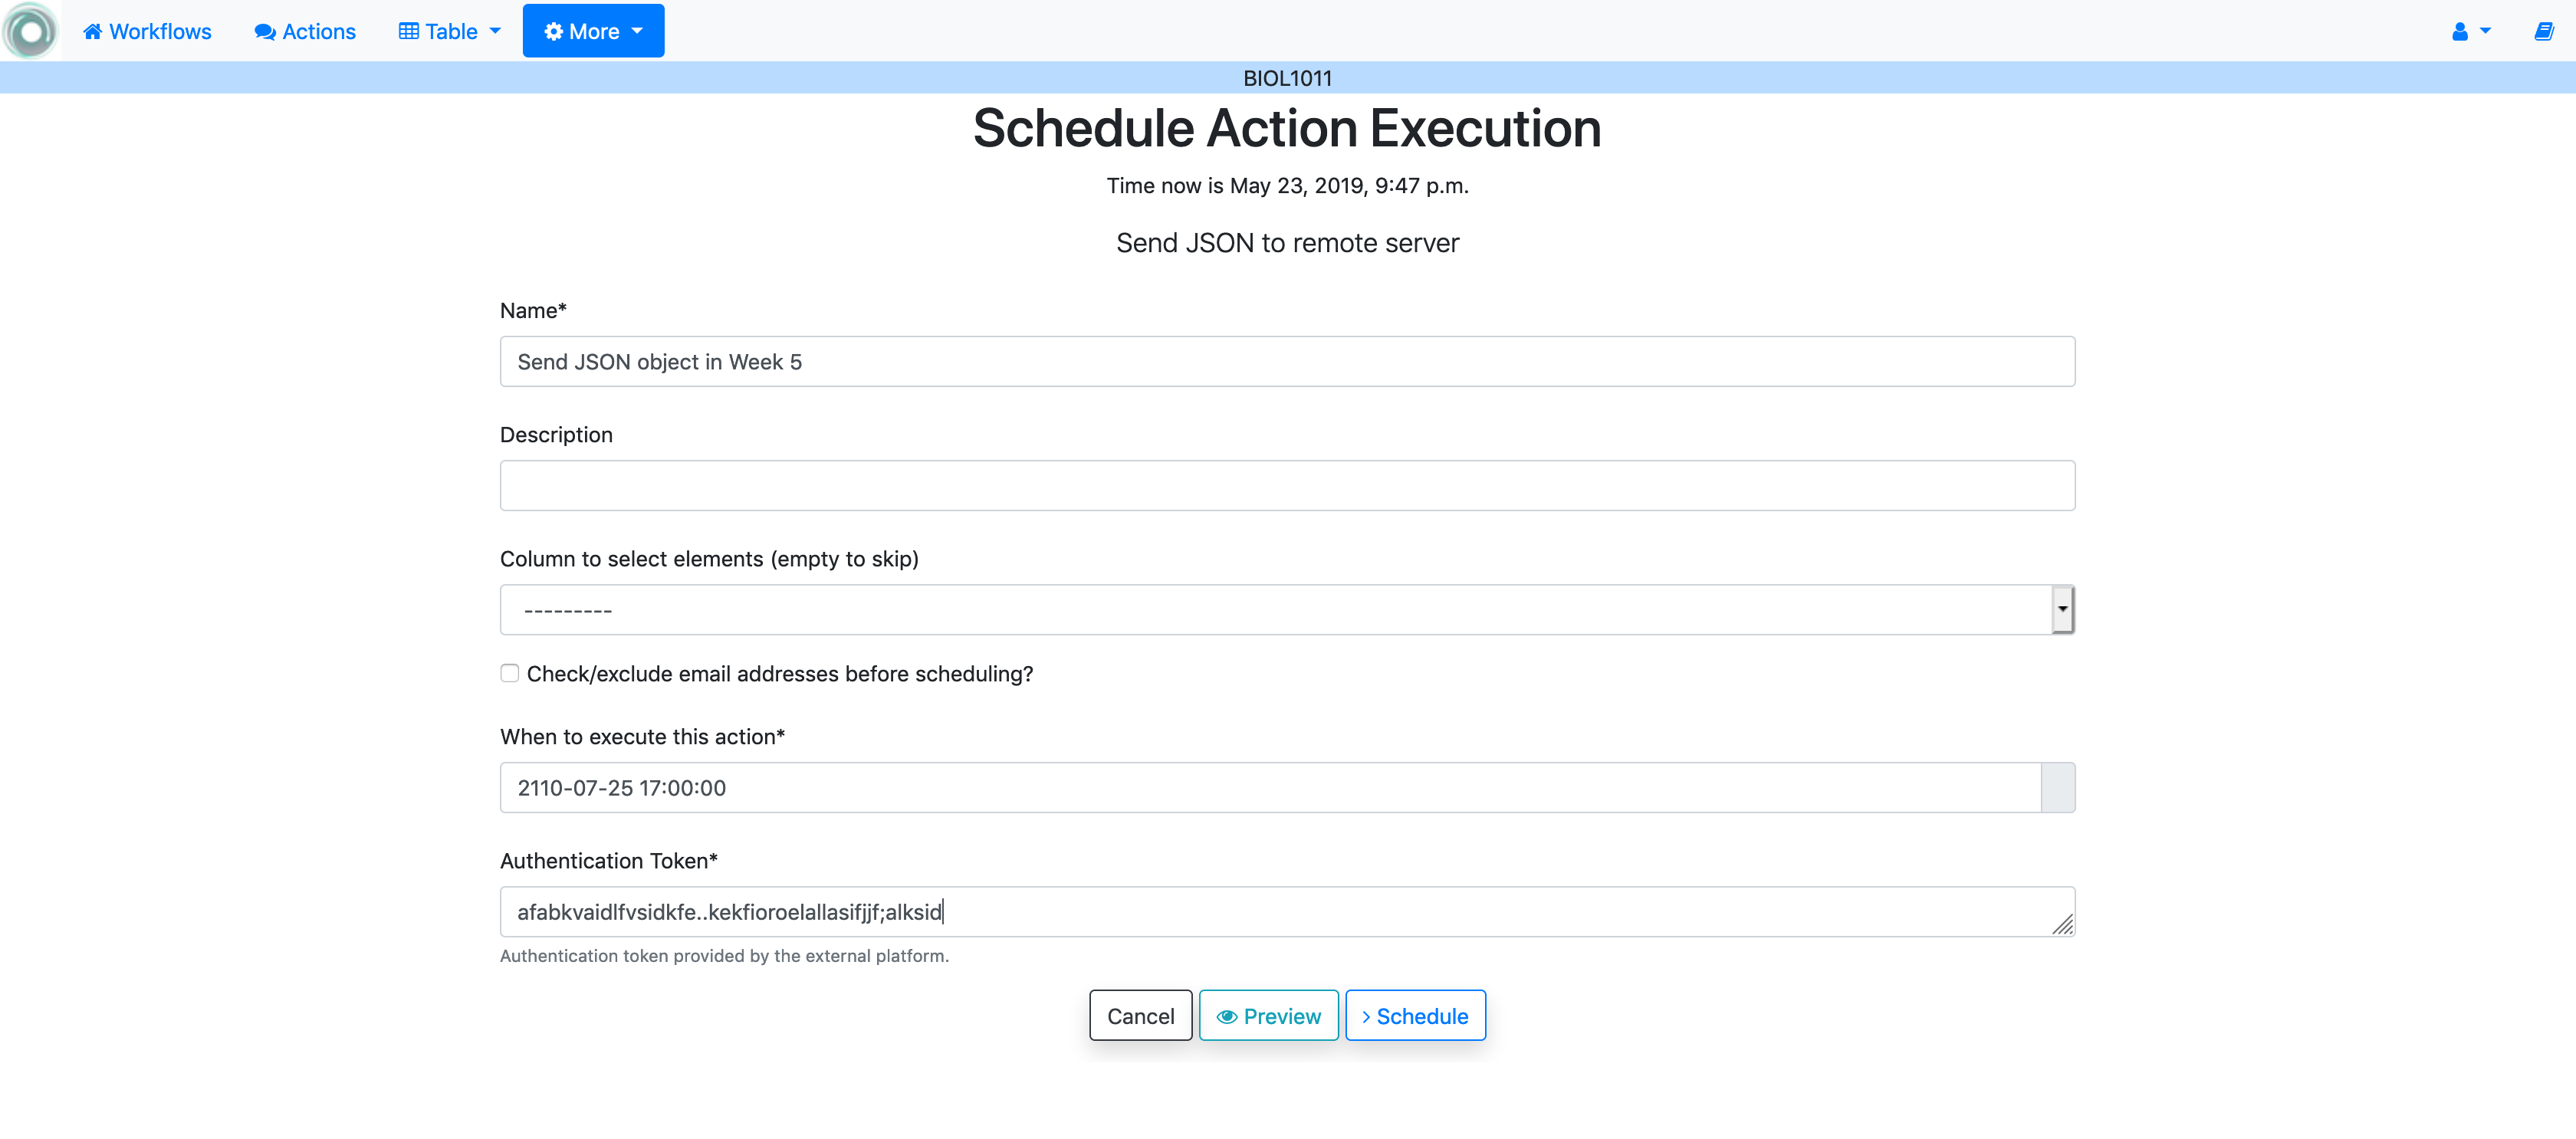 Workflows Actions Table More
BIOL1011
Schedule Action Execution
Time now is May 23, 2019, 9:47 p.m.
Send JSON to remote server
Name*
Send JSON object in Week 5
Description
Column to select elements (empty to skip)
---------
Check/exclude email addresses before scheduling?
When to execute this action*
2110-07-25 17:00:00
Authentication Token*
afabkvaidlfvsidkfe..kekfioroelallasifjjf;alksid
Authentication token provided by the external platform.
Cancel Preview Schedule